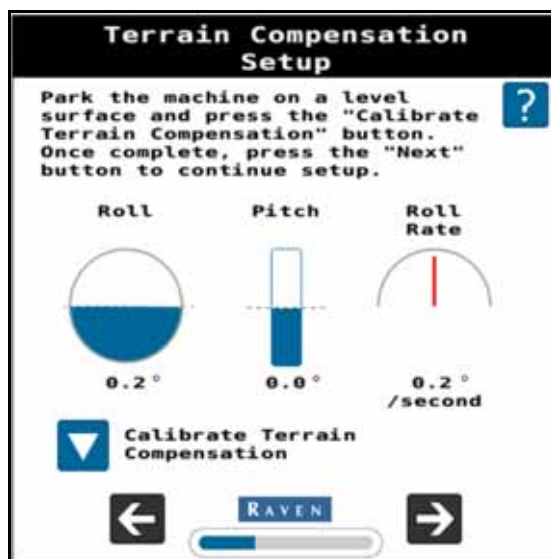 Terrain Compensation
Setup
Park the machine on a level
surface and press the "Calibrate
Terrain Compensation" button.
Once complete, press the "Next"
button to continue setup.
?
Roll
Pitch
Roll
Rate
0.2°
0.0°
0.2 °
/second
Calibrate Terrain
Compensation
RAVEN